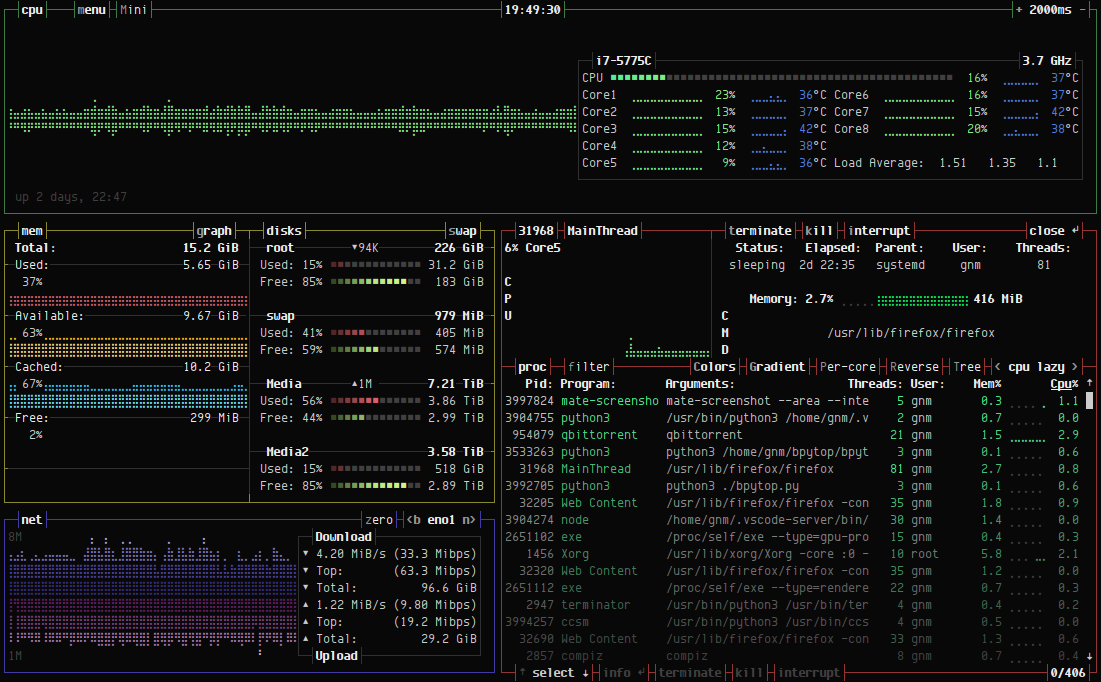 cpu menu Mini 19:49:30 + 2000ms -
i7-5775C 3.7 GHz
CPU 16% 37°C
Core1 23% 36°C Core6 16% 37°C
Core2 13% 37°C Core7 15% 42°C
Core3 15% 42°C Core8 20% 38°C
Core4 12% 38°C
Core5 9% 36°C Load Average: 1.51 1.35 1.1
up 2 days, 22:47
mem graph disks swap
Total: 15.2 GiB root ▼94K 226 GiB
Used: 5.65 GiB Used: 15% 31.2 GiB
37% Free: 85% 183 GiB
Available: 9.67 GiB swap 979 MiB
63% Used: 41% 405 MiB
Free: 59% 574 MiB
Cached: 10.2 GiB
67% Media ▲1M 7.21 TiB
Used: 56% 3.86 TiB
Free: 299 MiB Free: 44% 2.99 TiB
2%
Media2 3.58 TiB
Used: 15% 518 GiB
Free: 85% 2.89 TiB
net zero <b eno1 n>
8M Download
▼ 4.20 MiB/s (33.3 Mibps)
▼ Top: (63.3 Mibps)
▼ Total: 96.6 GiB
▲ 1.22 MiB/s (9.80 Mibps)
▲ Top: (19.2 Mibps)
▲ Total: 29.2 GiB
1M Upload
31968 MainThread terminate kill interrupt close ↲
6% Core5 Status: Elapsed: Parent: User: Threads:
sleeping 2d 22:35 systemd gnm 81
C
P Memory: 2.7% 416 MiB
U C
M /usr/lib/firefox/firefox
D
proc filter Colors Gradient Per-core Reverse Tree < cpu lazy >
Pid: Program: Arguments: Threads: User: Mem% Cpu% ↑
3997824 mate-screensho mate-screenshot --area --inte 5 gnm 0.3 1.1
3904755 python3 /usr/bin/python3 /home/gnm/.v 2 gnm 0.7 0.0
954079 qbittorrent qbittorrent 21 gnm 1.5 2.9
3533263 python3 python3 /home/gnm/bpytop/bpyt 3 gnm 0.1 0.6
31968 MainThread /usr/lib/firefox/firefox 81 gnm 2.7 0.8
3992705 python3 python3 ./bpytop.py 3 gnm 0.1 0.6
32205 Web Content /usr/lib/firefox/firefox -con 35 gnm 1.8 0.9
3904274 node /home/gnm/.vscode-server/bin/ 30 gnm 1.4 0.0
2651102 exe /proc/self/exe --type=gpu-pro 15 gnm 0.4 0.3
1456 Xorg /usr/lib/xorg/Xorg -core :0 - 10 root 5.8 2.1
32320 Web Content /usr/lib/firefox/firefox -con 35 gnm 1.2 0.0
2651112 exe /proc/self/exe --type=rendere 22 gnm 0.7 0.3
2947 terminator /usr/bin/python3 /usr/bin/ter 4 gnm 0.4 0.2
3994257 ccsm /usr/bin/python3 /usr/bin/ccs 4 gnm 0.5 0.0
32690 Web Content /usr/lib/firefox/firefox -con 33 gnm 1.3 0.6
2857 compiz compiz 8 gnm 0.7 0.4 ↓
↑ select ↓ info ↲ terminate kill interrupt 0/406